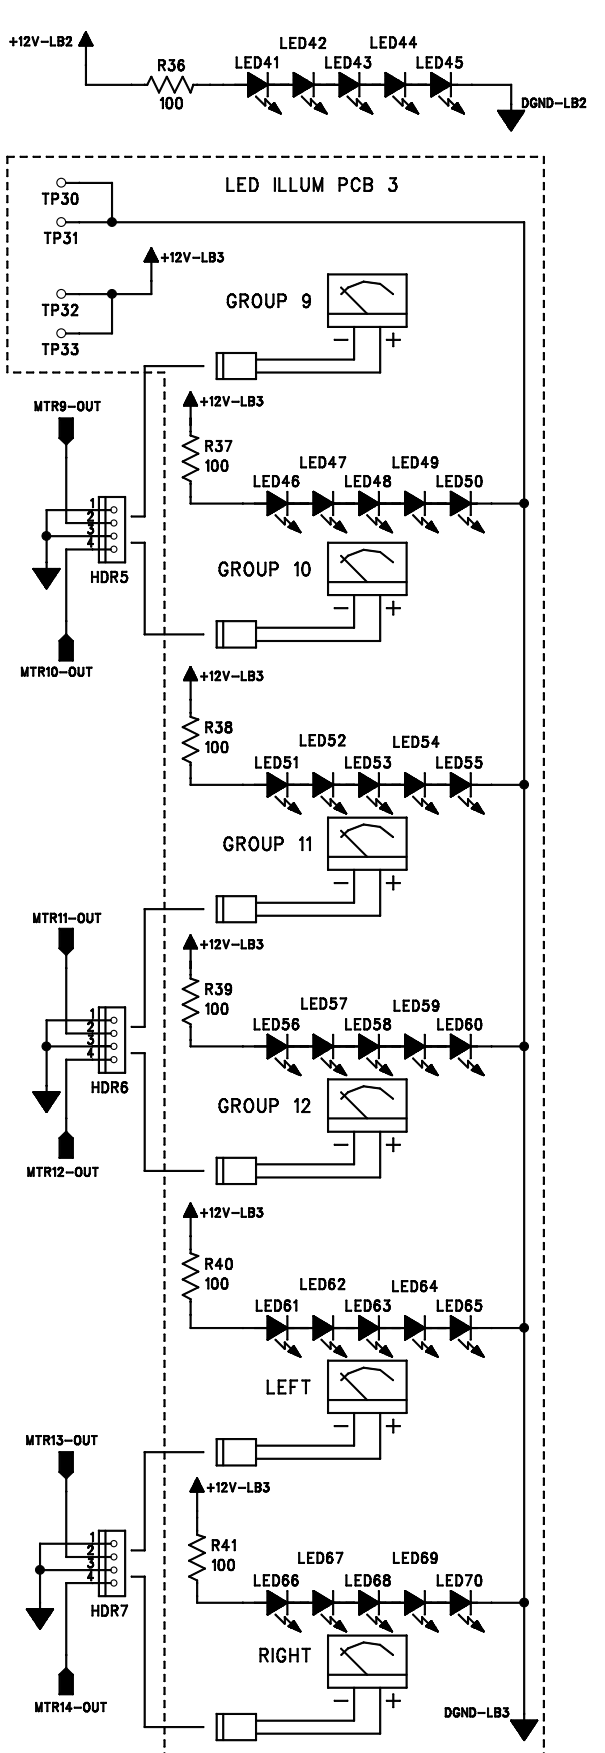 +12V-LB2
R36
100
LED41
LED42
LED43
LED44
LED45
DGND-LB2
LED ILLUM PCB 3
TP30
TP31
+12V-LB3
TP32
TP33
GROUP 9
- +
MTR9-OUT
+12V-LB3
R37
100
LED46
LED47
LED48
LED49
LED50
1
2
3
4
HDR5
GROUP 10
- +
MTR10-OUT
+12V-LB3
R38
100
LED51
LED52
LED53
LED54
LED55
GROUP 11
- +
MTR11-OUT
+12V-LB3
R39
100
LED56
LED57
LED58
LED59
LED60
1
2
3
4
HDR6
GROUP 12
- +
MTR12-OUT
+12V-LB3
R40
100
LED61
LED62
LED63
LED64
LED65
LEFT
- +
MTR13-OUT
+12V-LB3
R41
100
LED66
LED67
LED68
LED69
LED70
1
2
3
4
HDR7
RIGHT
- +
MTR14-OUT
DGND-LB3